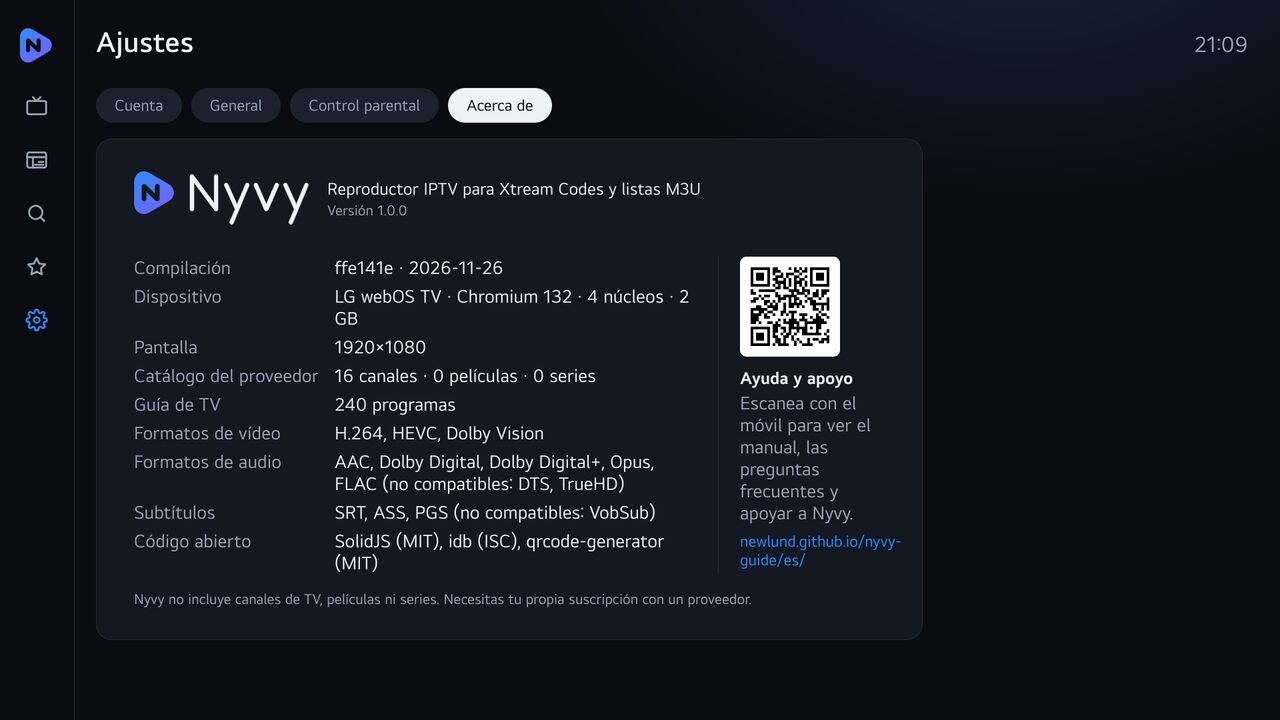 Ajustes
21:09
Cuenta
General
Control parental
Acerca de
Nyvy
Reproductor IPTV para Xtream Codes y listas M3U
Versión 1.0.0
Compilación
ffe141e · 2026-11-26
Dispositivo
LG webOS TV · Chromium 132 · 4 núcleos · 2
GB
Pantalla
1920×1080
Catálogo del proveedor
16 canales · 0 películas · 0 series
Guía de TV
240 programas
Formatos de vídeo
H.264, HEVC, Dolby Vision
Formatos de audio
AAC, Dolby Digital, Dolby Digital+, Opus,
FLAC (no compatibles: DTS, TrueHD)
Subtítulos
SRT, ASS, PGS (no compatibles: VobSub)
Código abierto
SolidJS (MIT), idb (ISC), qrcode-generator
(MIT)
Ayuda y apoyo
Escanea con el
móvil para ver el
manual, las
preguntas
frecuentes y
apoyar a Nyvy.
newlund.github.io/nyvy-
guide/es/
Nyvy no incluye canales de TV, películas ni series. Necesitas tu propia suscripción con un proveedor.